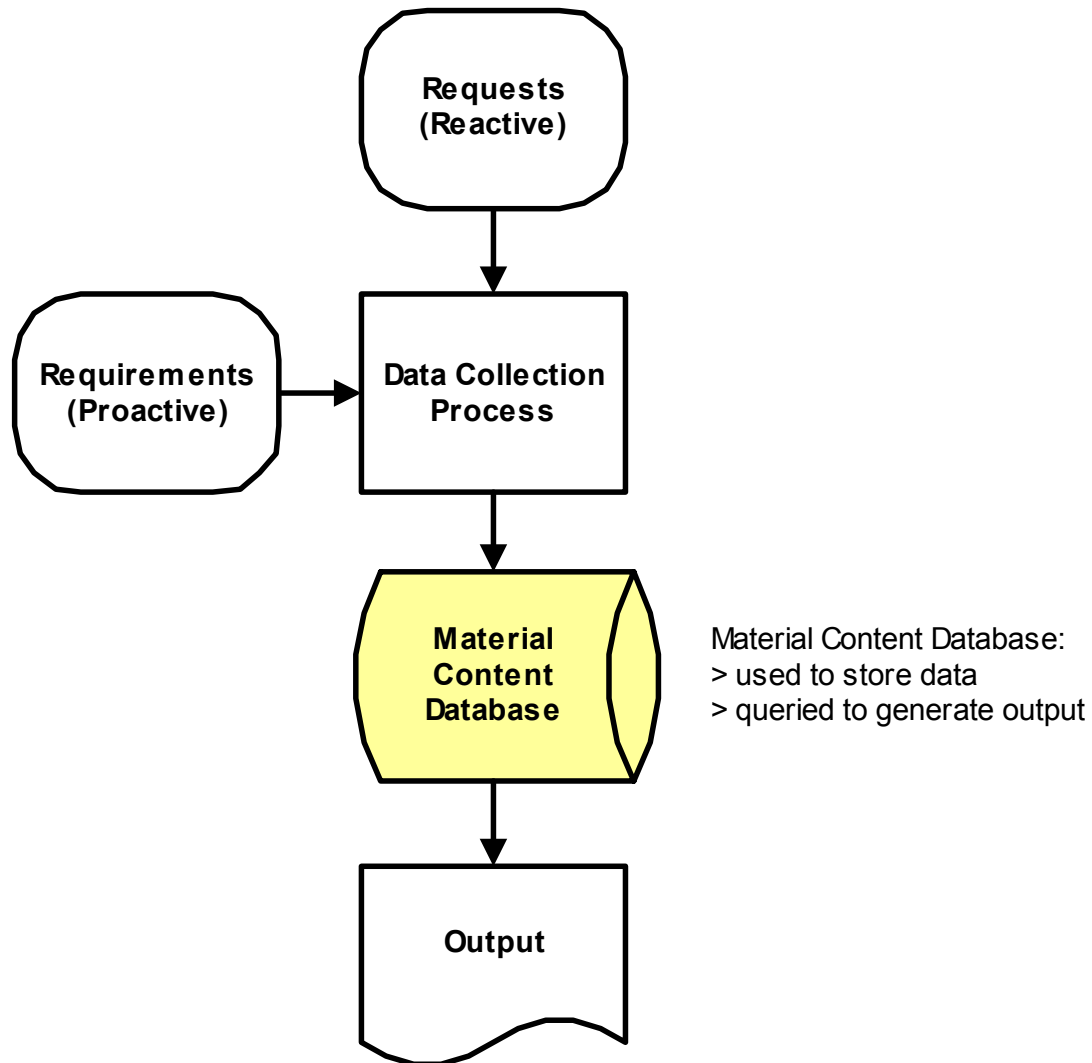 Requests
(Reactive)
Requirements
(Proactive)
Data Collection
Process
Material
Content
Database
Material Content Database:
> used to store data
> queried to generate output
Output